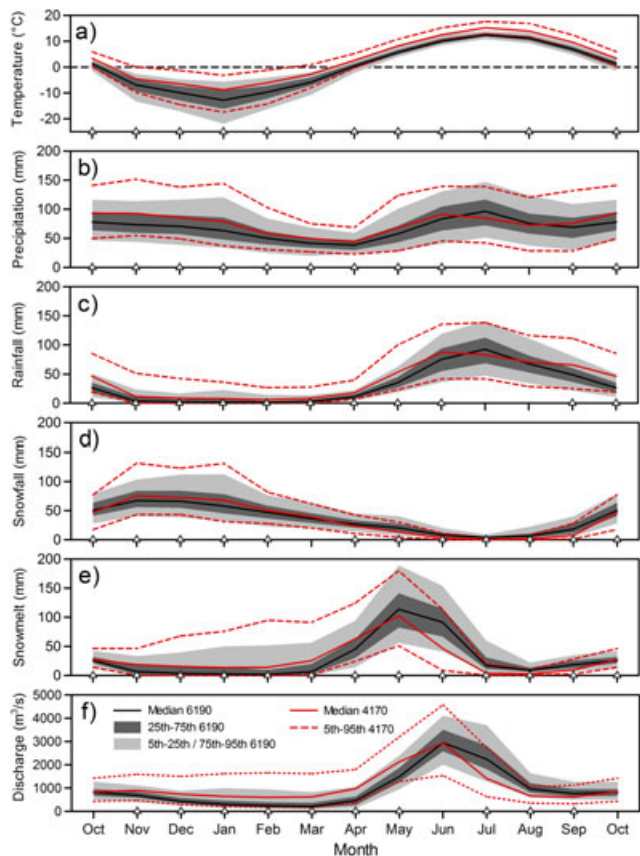 a)
Temperature (°C)
20
10
0
-10
-20
b)
Precipitation (mm)
200
150
100
50
0
c)
Rainfall (mm)
200
150
100
50
0
d)
Snowfall (mm)
200
150
100
50
0
e)
Snowmelt (mm)
200
150
100
50
0
f)
Discharge (m³/s)
5000
4000
3000
2000
1000
0
Median 6190
Median 4170
25th-75th 6190
5th-95th 4170
5th-25th / 75th-95th 6190
Oct Nov Dec Jan Feb Mar Apr May Jun Jul Aug Sep Oct
Month